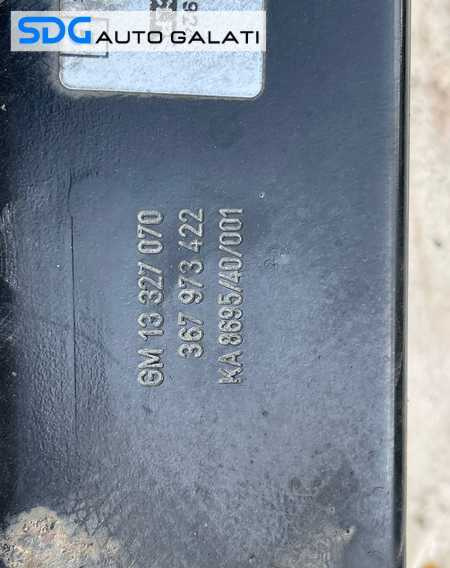 SDG AUTO GALATI
GM 13 327 070
367 973 422
KA 8695/40/001